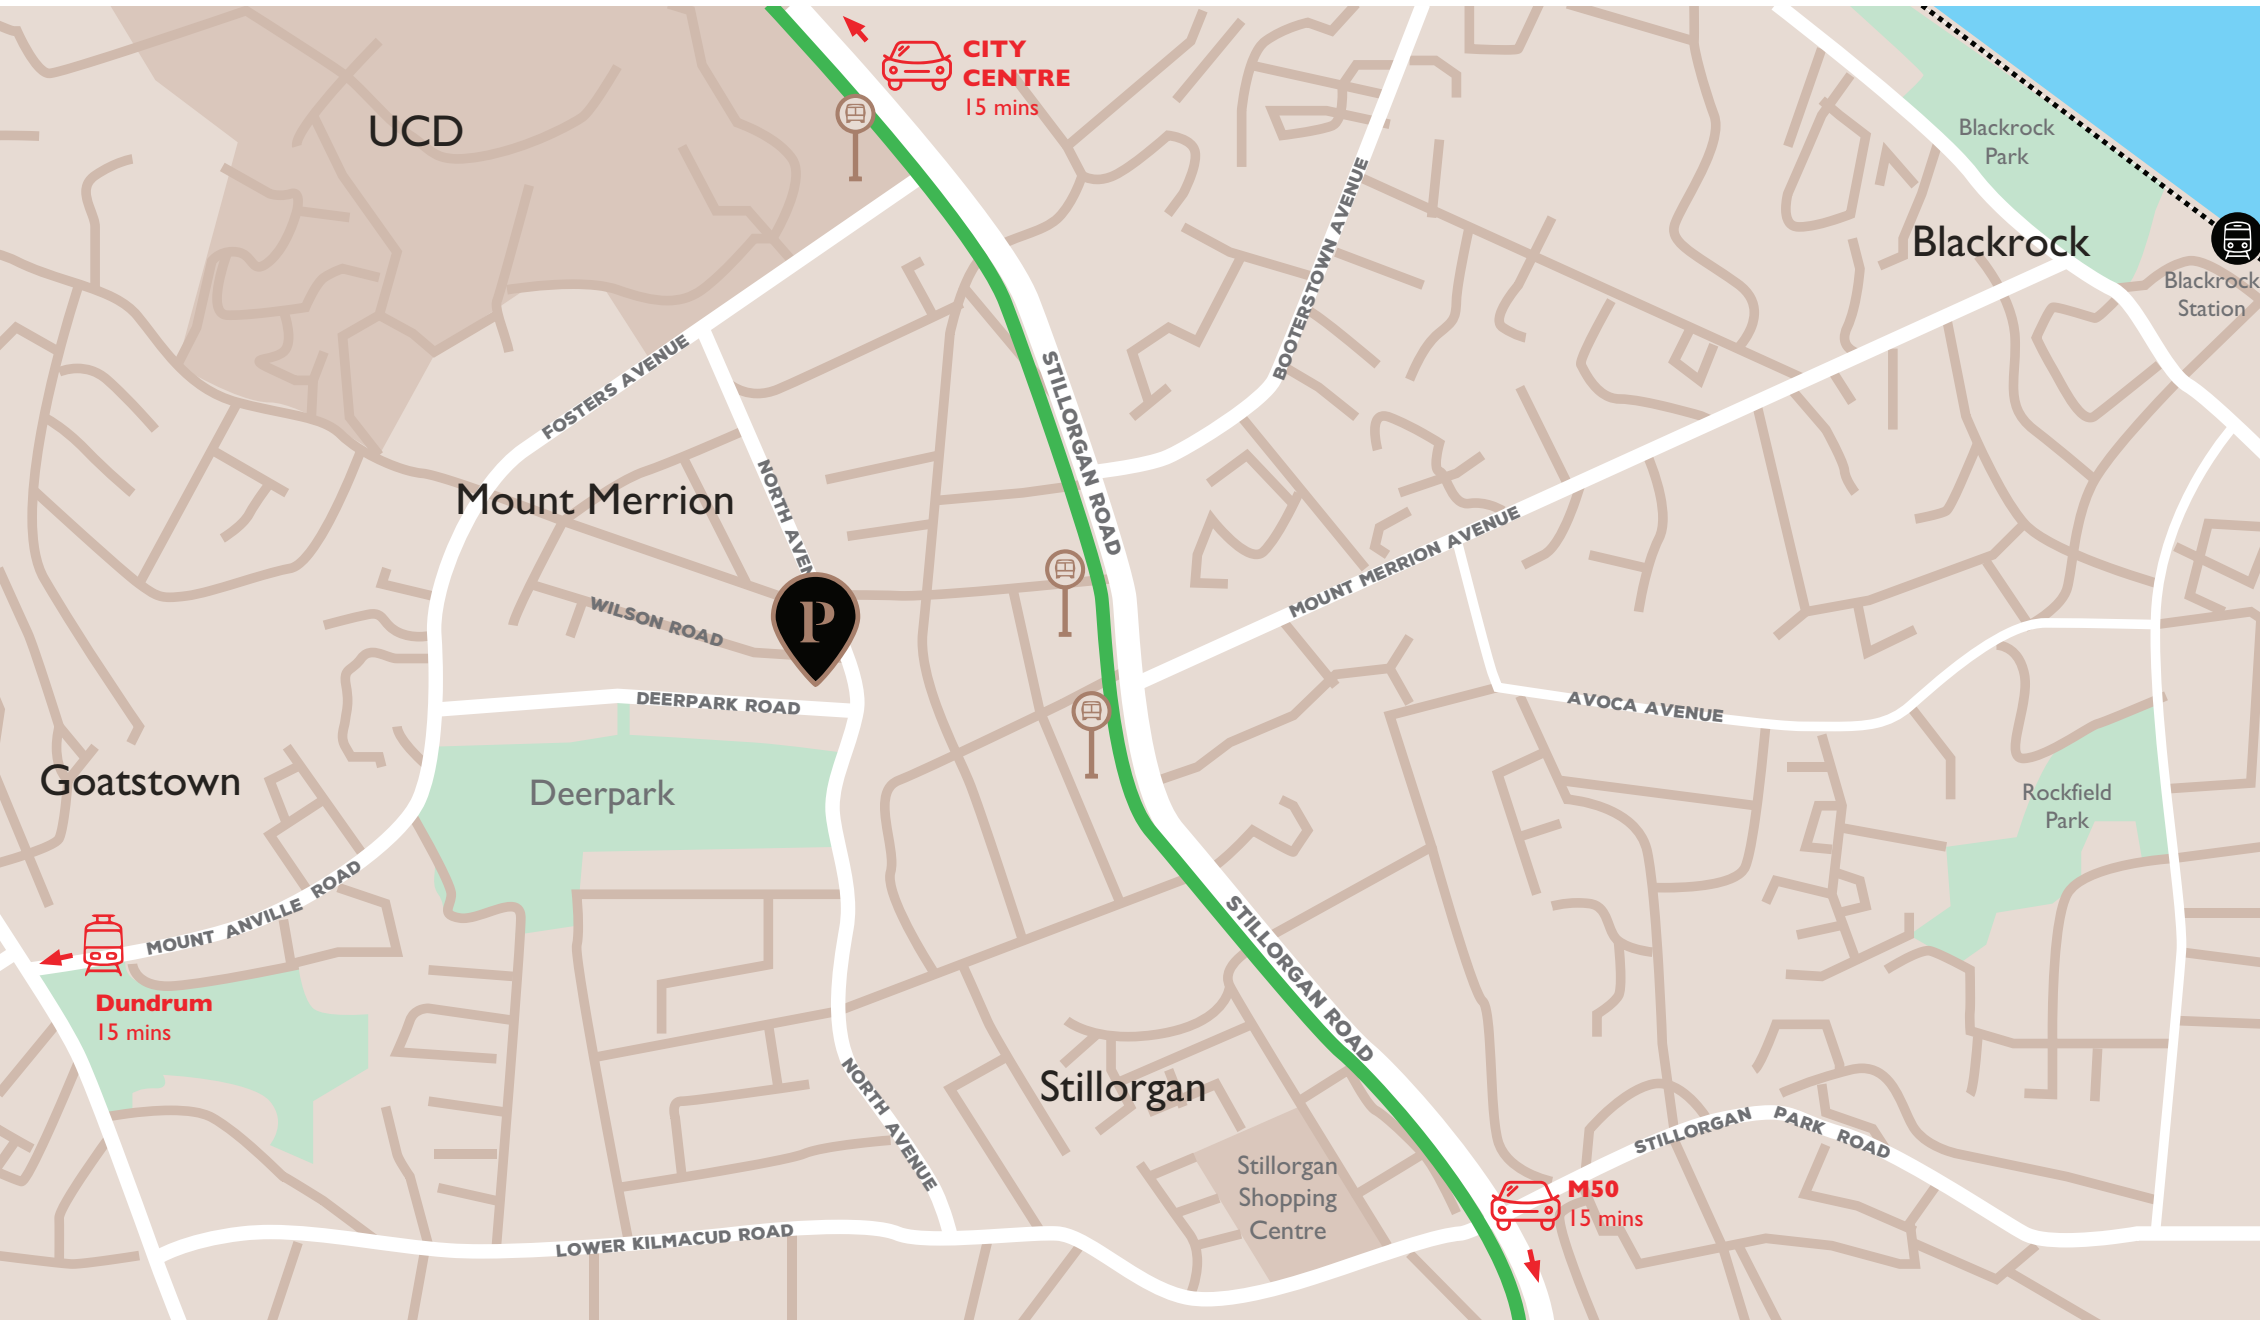 CITY
CENTRE
15 mins
UCD
Blackrock
Park
Blackrock
Blackrock
Station
BOOTERSTOWN AVENUE
FOSTERS AVENUE
STILLORGAN ROAD
Mount Merrion
NORTH AVEN
MOUNT MERRION AVENUE
WILSON ROAD
P
DEERPARK ROAD
AVOCA AVENUE
Goatstown
Deerpark
Rockfield
Park
MOUNT ANVILLE ROAD
STILLORGAN ROAD
Dundrum
15 mins
Stillorgan
NORTH AVENUE
STILLORGAN PARK ROAD
Stillorgan
Shopping
Centre
M50
15 mins
LOWER KILMACUD ROAD